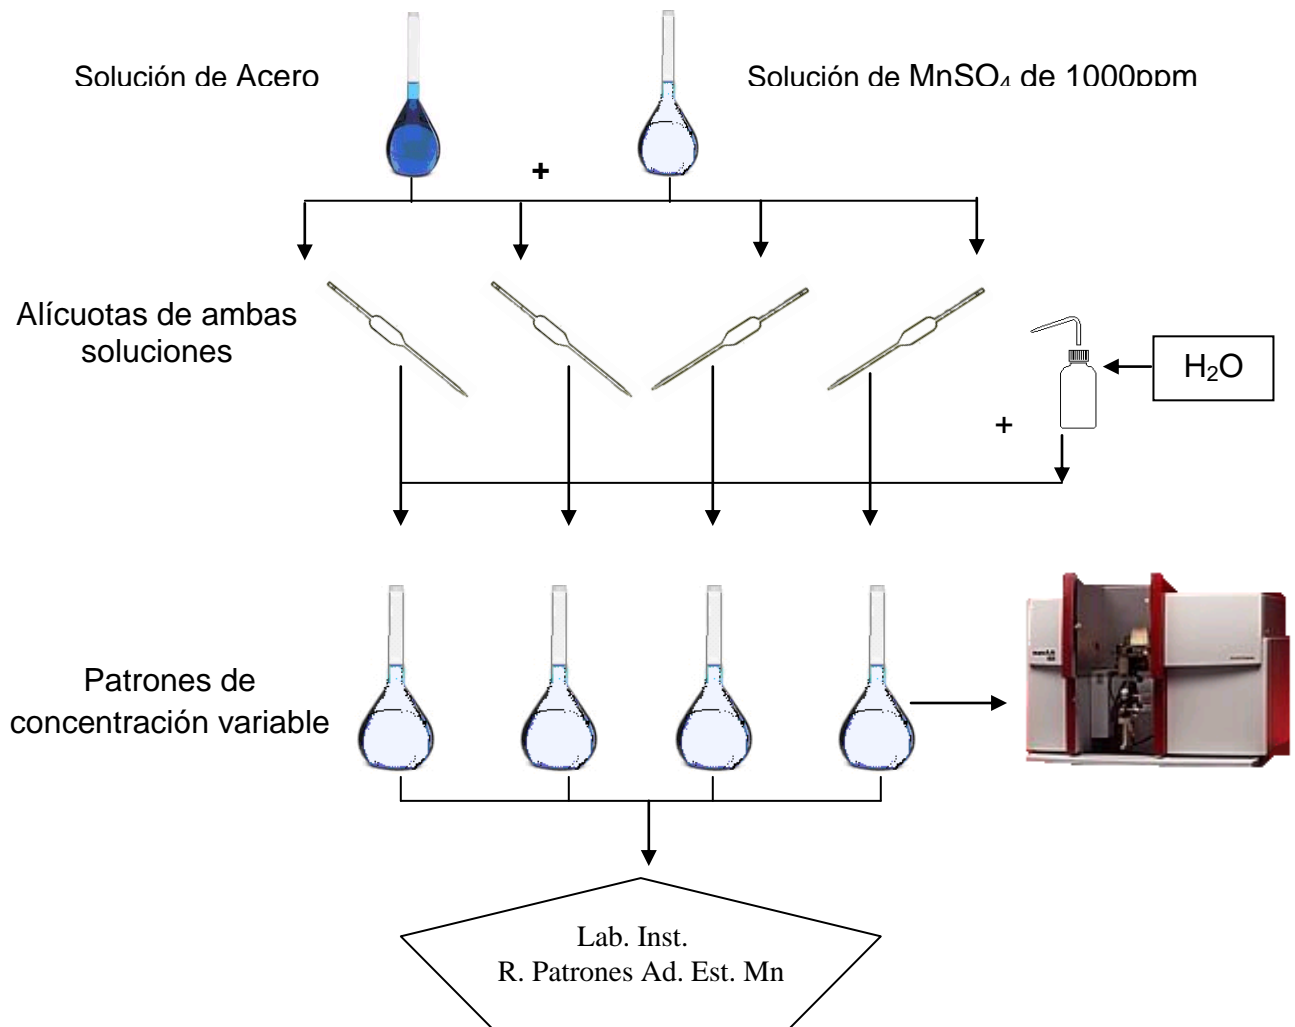 Solución de Acero
Solución de MnSO₄ de 1000ppm
+
Alícuotas de ambas
soluciones
H₂O
+
Patrones de
concentración variable
Lab. Inst.
R. Patrones Ad. Est. Mn